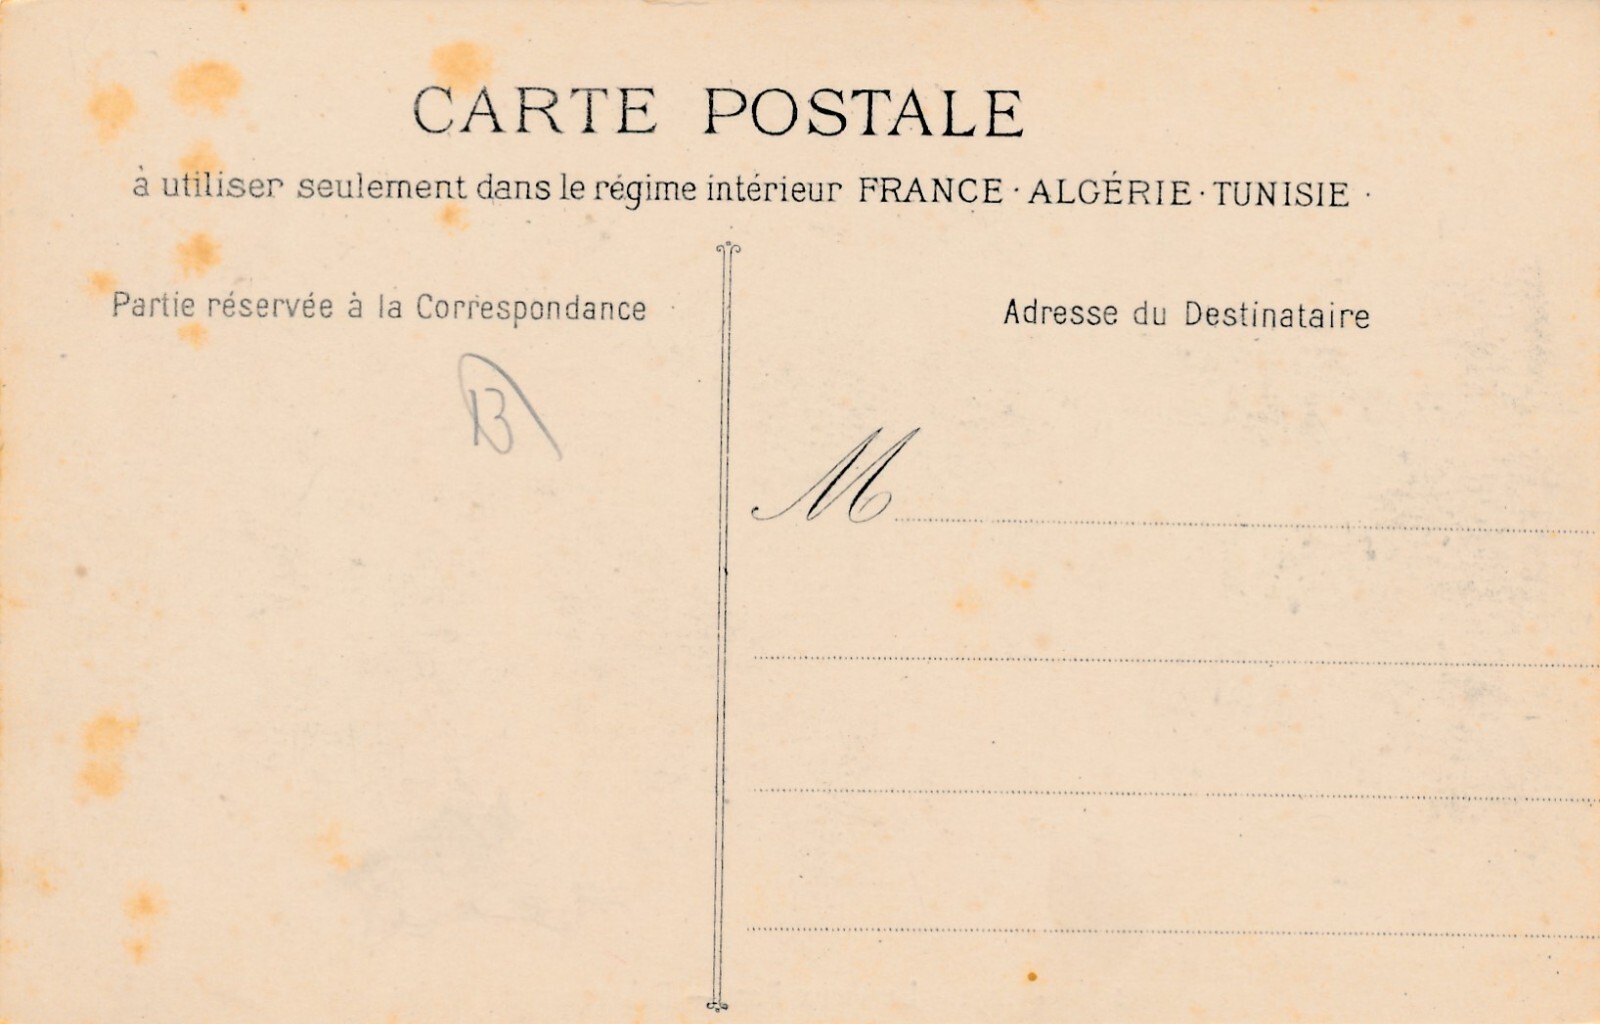 CARTE POSTALE
à utiliser seulement dans le régime intérieur FRANCE · ALGÉRIE · TUNISIE ·
Partie réservée à la Correspondance
Adresse du Destinataire
13
M